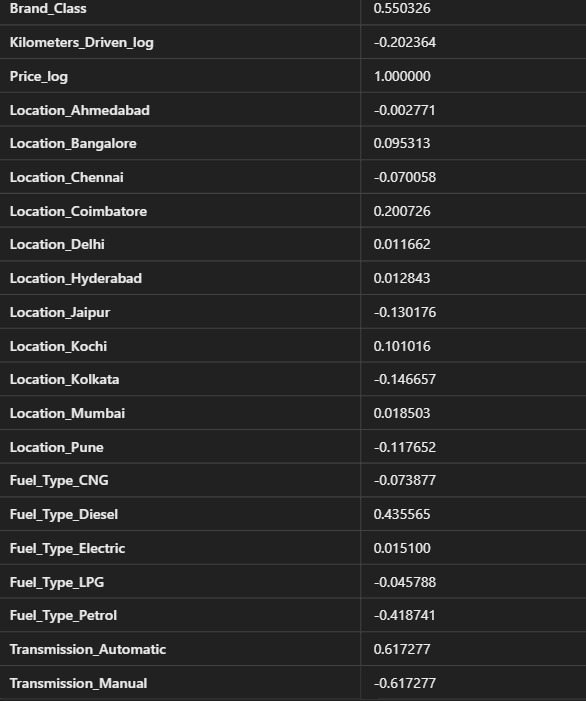 Brand_Class 0.550326
Kilometers_Driven_log -0.202364
Price_log 1.000000
Location_Ahmedabad -0.002771
Location_Bangalore 0.095313
Location_Chennai -0.070058
Location_Coimbatore 0.200726
Location_Delhi 0.011662
Location_Hyderabad 0.012843
Location_Jaipur -0.130176
Location_Kochi 0.101016
Location_Kolkata -0.146657
Location_Mumbai 0.018503
Location_Pune -0.117652
Fuel_Type_CNG -0.073877
Fuel_Type_Diesel 0.435565
Fuel_Type_Electric 0.015100
Fuel_Type_LPG -0.045788
Fuel_Type_Petrol -0.418741
Transmission_Automatic 0.617277
Transmission_Manual -0.617277